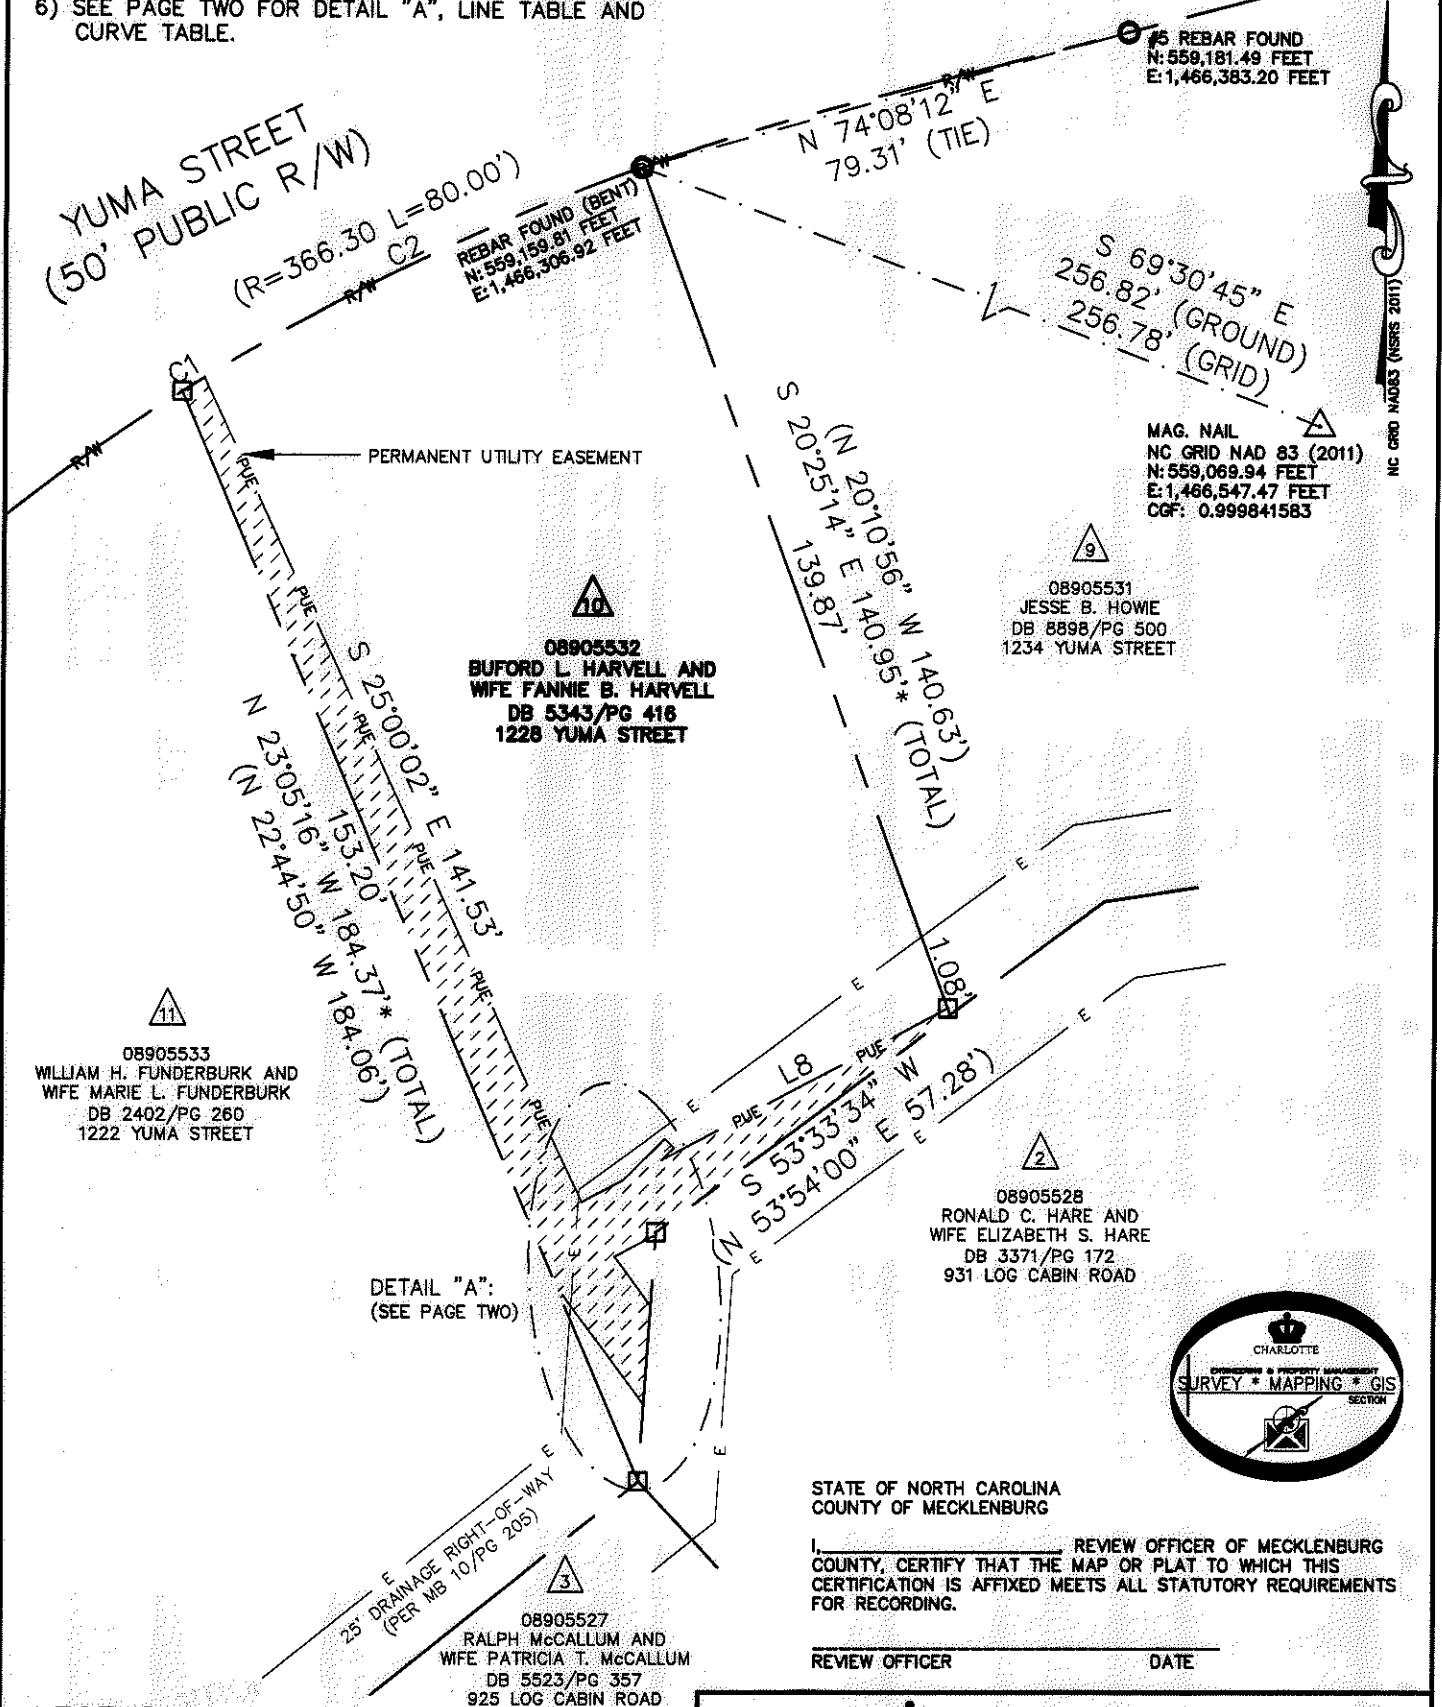 6) SEE PAGE TWO FOR DETAIL "A", LINE TABLE AND
CURVE TABLE.
#5 REBAR FOUND
N: 559,181.49 FEET
E: 1,466,383.20 FEET
R/W
N 74°08'12" E
79.31' (TIE)
YUMA STREET
(50' PUBLIC R/W)
(R=366.30 L=80.00')
C2
R/W
R/W
REBAR FOUND (BENT)
N: 559,159.81 FEET
E: 1,466,306.92 FEET
S 69°30'45" E
256.82' (GROUND)
256.78' (GRID)
NC GRID NAD83 (NSRS 2011)
C1
R/W
PERMANENT UTILITY EASEMENT
MAG. NAIL
NC GRID NAD 83 (2011)
N: 559,069.94 FEET
E: 1,466,547.47 FEET
CGF: 0.999841583
(N 20°10'56" W 140.63')
S 20°25'14" E 140.95'* (TOTAL)
139.87'
9
08905531
JESSE B. HOWIE
DB 8898/PG 500
1234 YUMA STREET
10
08905532
BUFORD L. HARVELL AND
WIFE FANNIE B. HARVELL
DB 5343/PG 416
1228 YUMA STREET
PUE
PUE
PUE
PUE
PUE
PUE
S 25°00'02" E 141.53'
153.20'
N 23°05'16" W 184.37'* (TOTAL)
(N 22°44'50" W 184.06')
E
E
1.08'
11
08905533
WILLIAM H. FUNDERBURK AND
WIFE MARIE L. FUNDERBURK
DB 2402/PG 260
1222 YUMA STREET
E
E
PUE
L8
PUE
S 53°33'34" W
(N 53°54'00" E 57.28')
E
E
E
2
08905528
RONALD C. HARE AND
WIFE ELIZABETH S. HARE
DB 3371/PG 172
931 LOG CABIN ROAD
DETAIL "A":
(SEE PAGE TWO)
CHARLOTTE
ENGINEERING & PROPERTY MANAGEMENT
SURVEY * MAPPING * GIS
SECTION
E
E
E
25' DRAINAGE RIGHT-OF-WAY
(PER MB 10/PG 205)
STATE OF NORTH CAROLINA
COUNTY OF MECKLENBURG
I,____________________ REVIEW OFFICER OF MECKLENBURG
COUNTY, CERTIFY THAT THE MAP OR PLAT TO WHICH THIS
CERTIFICATION IS AFFIXED MEETS ALL STATUTORY REQUIREMENTS
FOR RECORDING.
REVIEW OFFICER DATE
3
08905527
RALPH McCALLUM AND
WIFE PATRICIA T. McCALLUM
DB 5523/PG 357
925 LOG CABIN ROAD